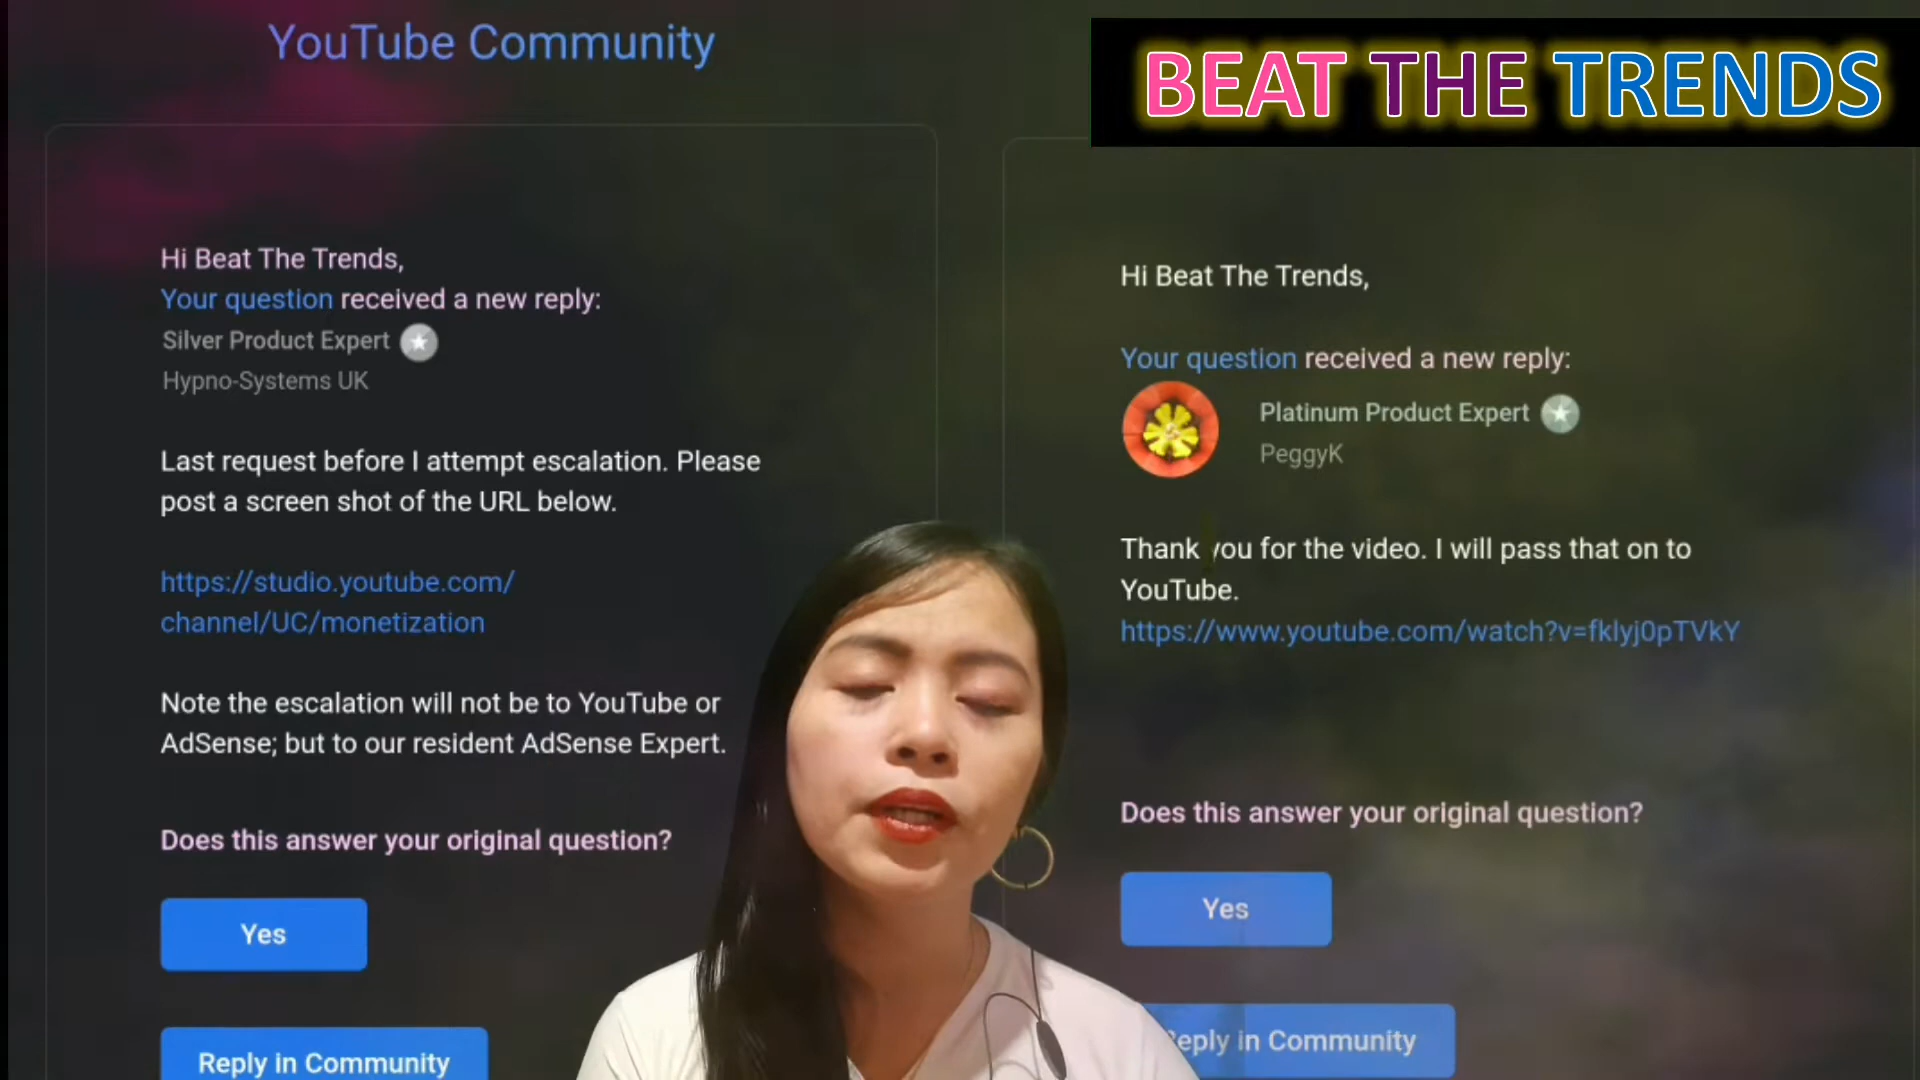 YouTube Community
BEAT THE TRENDS
Hi Beat The Trends,
Your question received a new reply:
Silver Product Expert
Hypno-Systems UK
Last request before I attempt escalation. Please
post a screen shot of the URL below.
https://studio.youtube.com/
channel/UC/monetization
Note the escalation will not be to YouTube or
AdSense; but to our resident AdSense Expert.
Does this answer your original question?
Yes
Reply in Community
Hi Beat The Trends,
Your question received a new reply:
Platinum Product Expert
PeggyK
Thank you for the video. I will pass that on to
YouTube.
https://www.youtube.com/watch?v=fklyj0pTVkY
Does this answer your original question?
Yes
Reply in Community